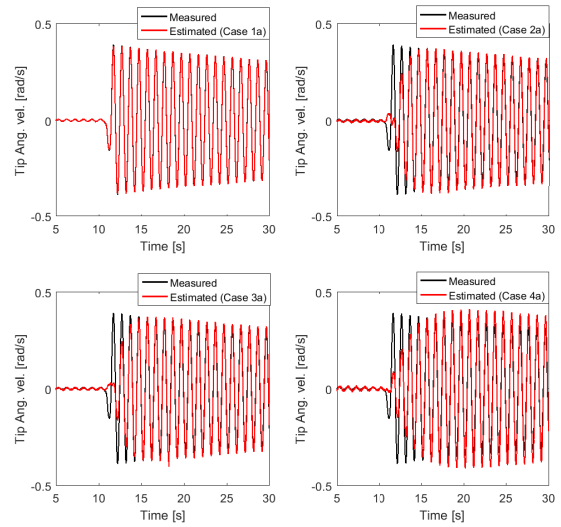 Measured
Estimated (Case 1a)
Tip Ang. vel. [rad/s]
0.5
0
-0.5
5 10 15 20 25 30
Time [s]
Measured
Estimated (Case 2a)
Tip Ang. vel. [rad/s]
0.5
0
-0.5
5 10 15 20 25 30
Time [s]
Measured
Estimated (Case 3a)
Tip Ang. vel. [rad/s]
0.5
0
-0.5
5 10 15 20 25 30
Time [s]
Measured
Estimated (Case 4a)
Tip Ang. vel. [rad/s]
0.5
0
-0.5
5 10 15 20 25 30
Time [s]